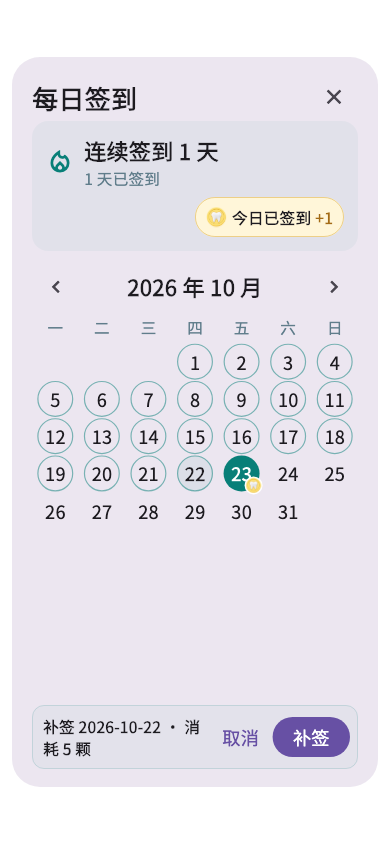 每日签到
连续签到 1 天
1 天已签到
今日已签到 +1
2026 年 10 月
一 二 三 四 五 六 日
1 2 3 4
5 6 7 8 9 10 11
12 13 14 15 16 17 18
19 20 21 22 23 24 25
26 27 28 29 30 31
补签 2026-10-22 · 消
耗 5 颗
取消 补签